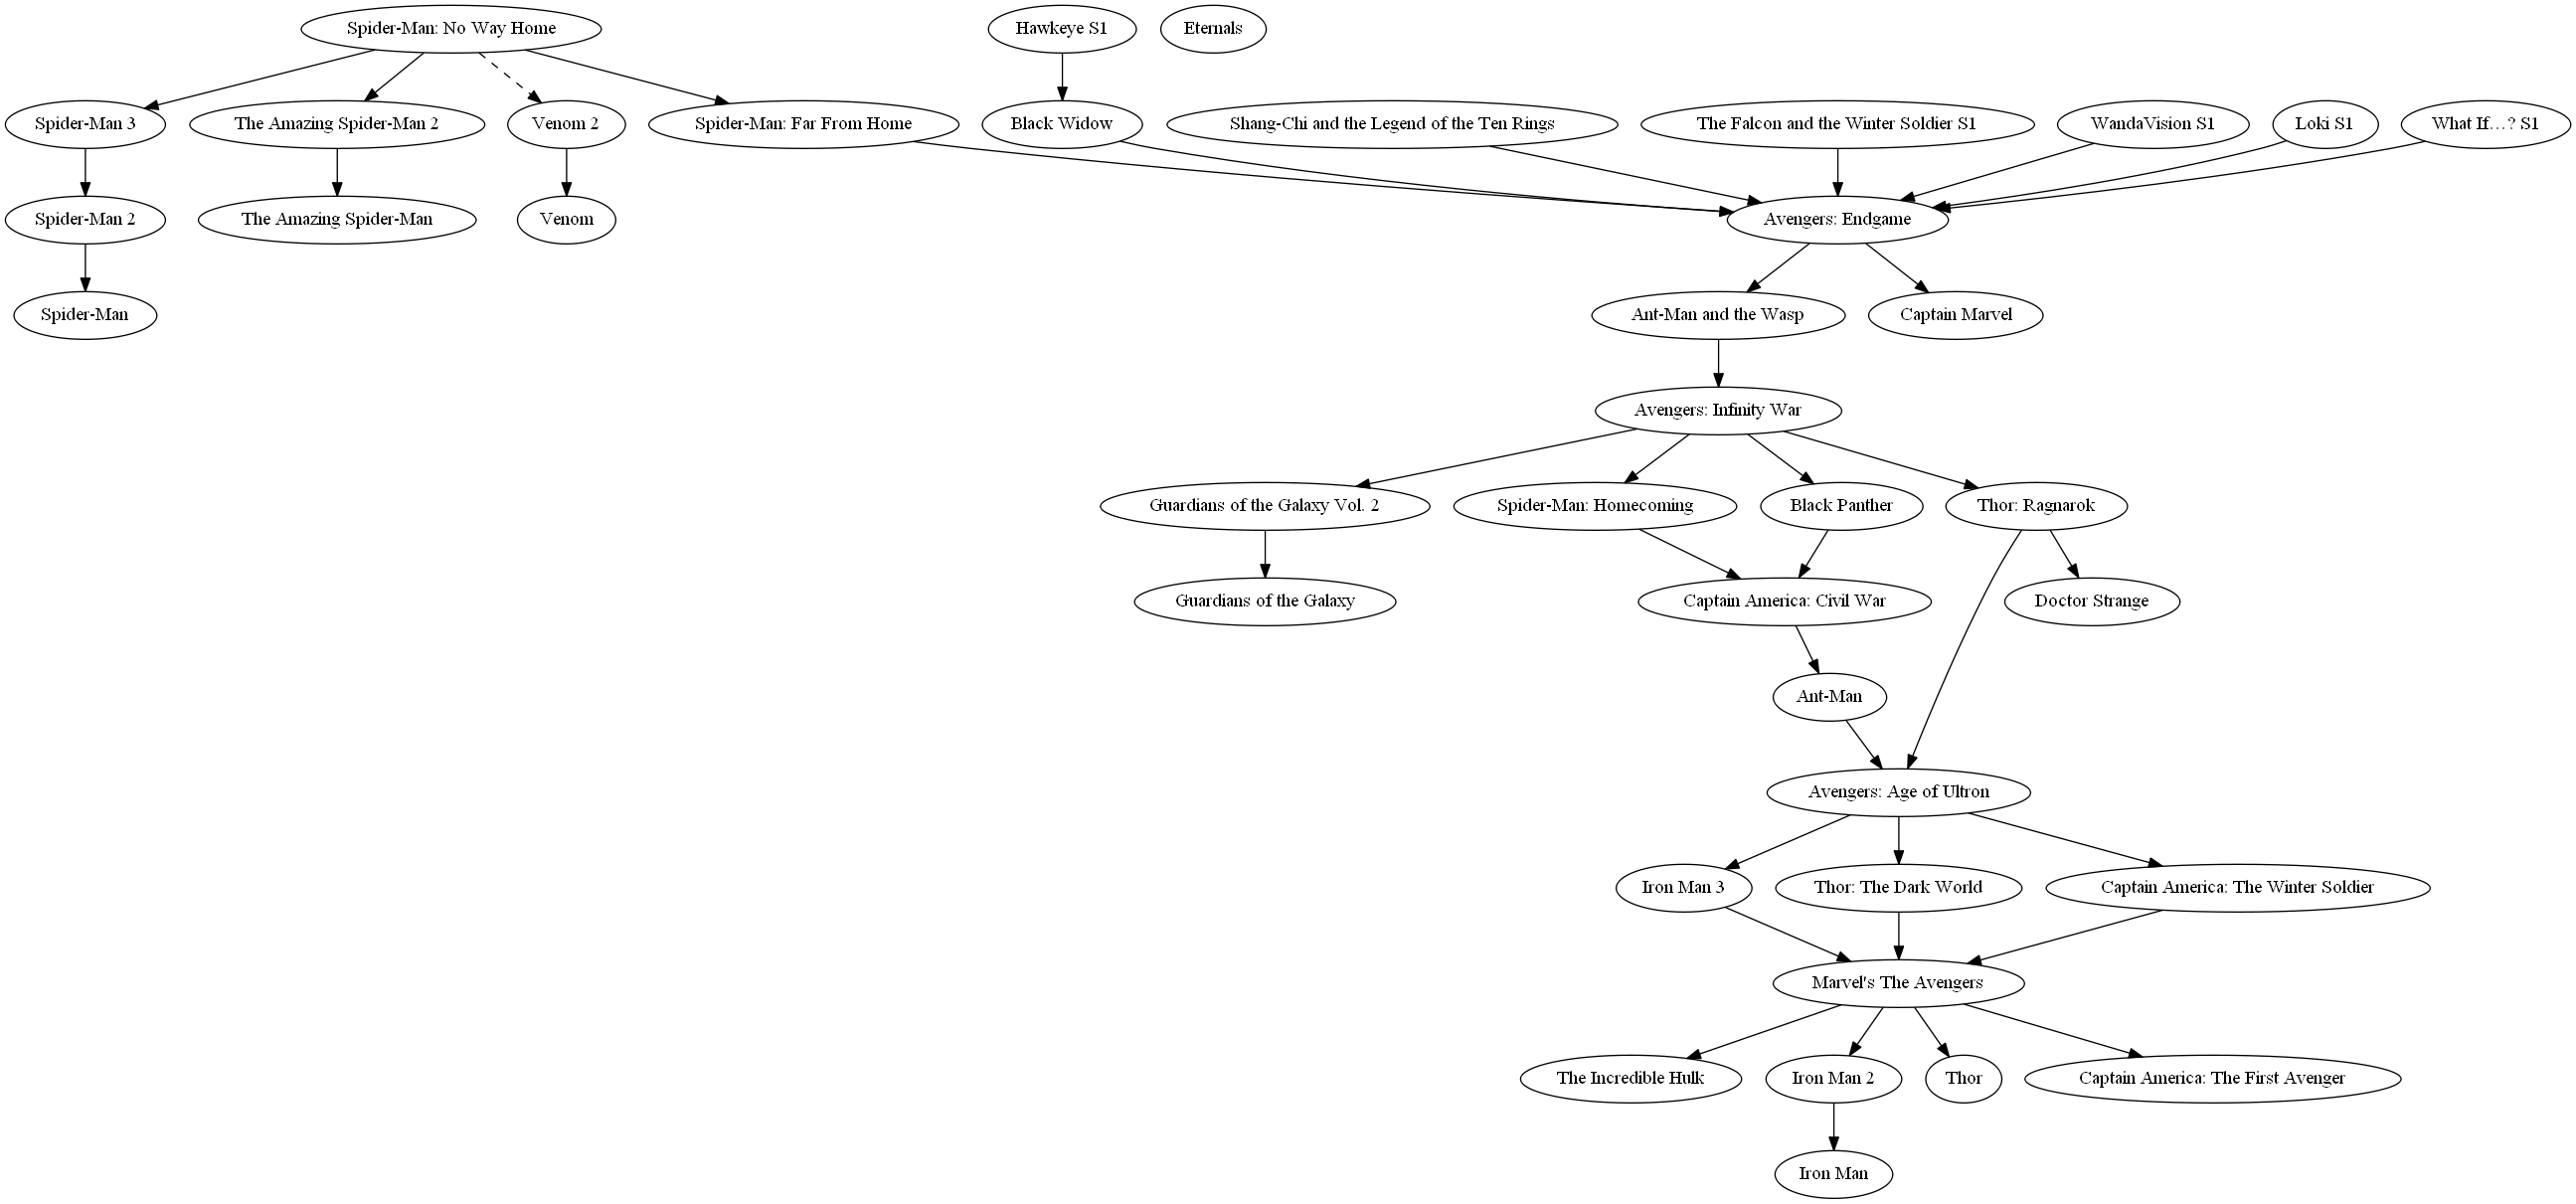 Spider-Man: No Way Home
Hawkeye S1
Eternals
Spider-Man 3
The Amazing Spider-Man 2
Venom 2
Spider-Man: Far From Home
Black Widow
Shang-Chi and the Legend of the Ten Rings
The Falcon and the Winter Soldier S1
WandaVision S1
Loki S1
What If…? S1
Spider-Man 2
The Amazing Spider-Man
Venom
Avengers: Endgame
Spider-Man
Ant-Man and the Wasp
Captain Marvel
Avengers: Infinity War
Guardians of the Galaxy Vol. 2
Spider-Man: Homecoming
Black Panther
Thor: Ragnarok
Guardians of the Galaxy
Captain America: Civil War
Doctor Strange
Ant-Man
Avengers: Age of Ultron
Iron Man 3
Thor: The Dark World
Captain America: The Winter Soldier
Marvel's The Avengers
The Incredible Hulk
Iron Man 2
Thor
Captain America: The First Avenger
Iron Man